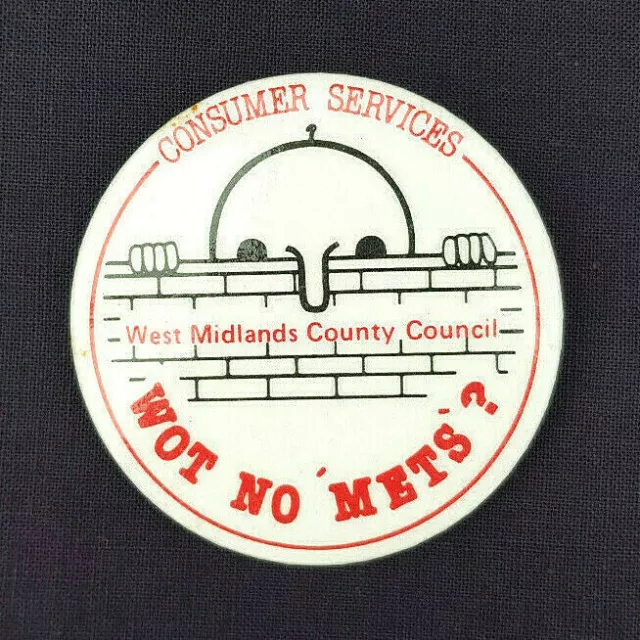 CONSUMER SERVICES
West Midlands County Council
WOT NO 'METS'?